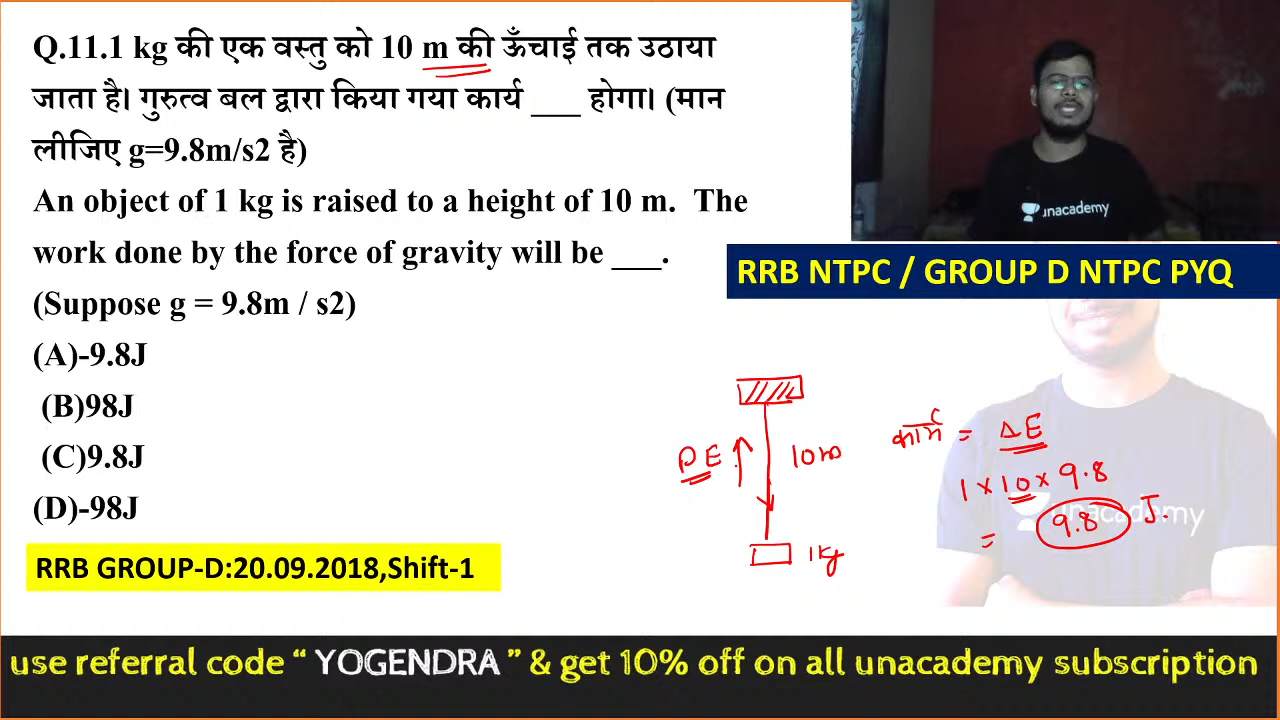 Q.11.1 kg की एक वस्तु को 10 m की ऊँचाई तक उठाया
जाता है। गुरुत्व बल द्वारा किया गया कार्य ___ होगा। (मान
लीजिए g=9.8m/s2 है)
An object of 1 kg is raised to a height of 10 m. The
work done by the force of gravity will be ___.
(Suppose g = 9.8m / s2)
(A)-9.8J
(B)98J
(C)9.8J
(D)-98J
RRB GROUP-D:20.09.2018,Shift-1
unacademy
RRB NTPC / GROUP D NTPC PYQ
PE
10m
1kg
कार्य = ΔE
1 × 10 × 9.8
= 9.8 J.
unacademy
use referral code “ YOGENDRA ” & get 10% off on all unacademy subscription